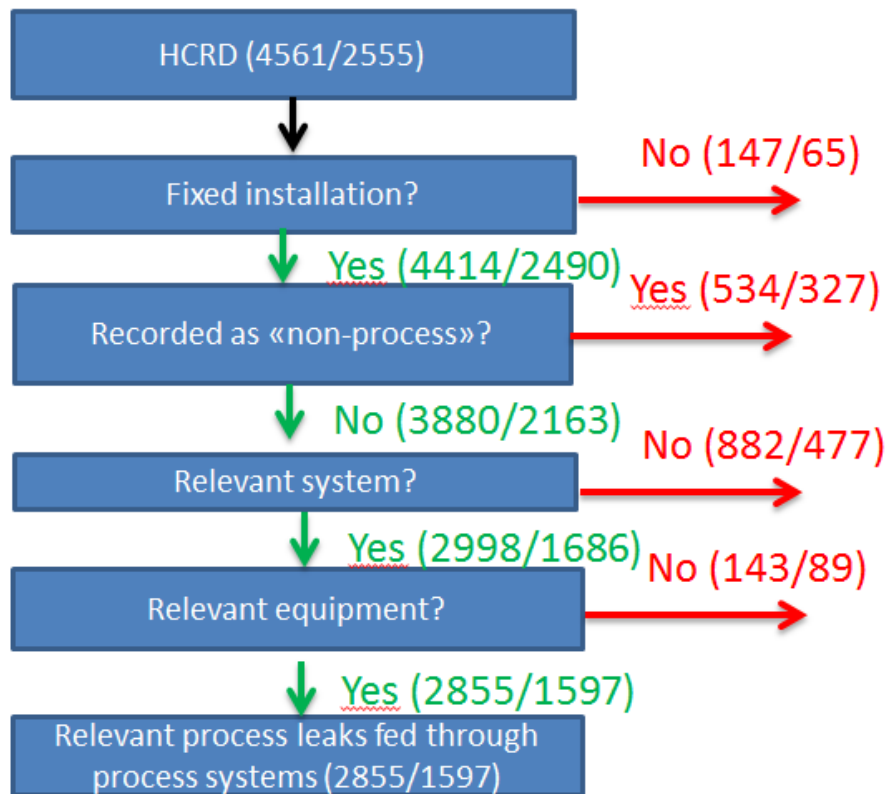 HCRD (4561/2555)
No (147/65)
Fixed installation?
Yes (4414/2490)
Yes (534/327)
Recorded as «non-process»?
No (3880/2163)
No (882/477)
Relevant system?
Yes (2998/1686)
No (143/89)
Relevant equipment?
Yes (2855/1597)
Relevant process leaks fed through
process systems (2855/1597)